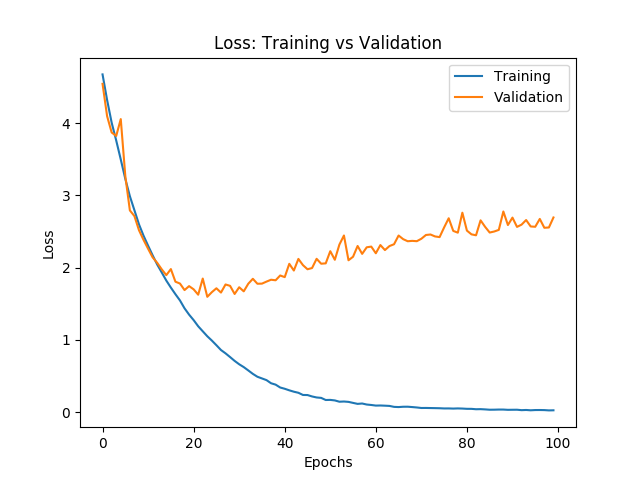 Loss: Training vs Validation
Training
Validation
Loss
4
3
2
1
0
0 20 40 60 80 100
Epochs